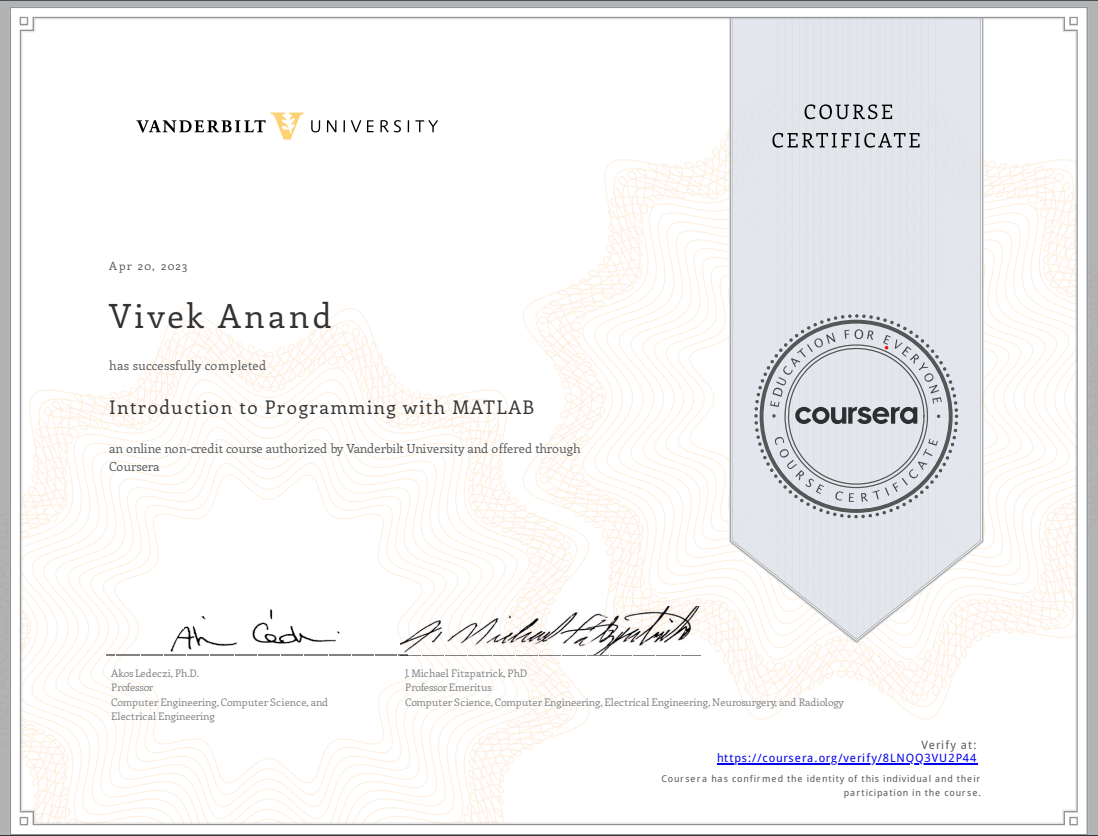 VANDERBILT UNIVERSITY
COURSE
CERTIFICATE
Apr 20, 2023
Vivek Anand
has successfully completed
Introduction to Programming with MATLAB
an online non-credit course authorized by Vanderbilt University and offered through
Coursera
EDUCATION FOR EVERYONE
coursera
COURSE CERTIFICATE
Akos Ledeczi, Ph.D.
Professor
Computer Engineering, Computer Science, and
Electrical Engineering
J. Michael Fitzpatrick, PhD
Professor Emeritus
Computer Science, Computer Engineering, Electrical Engineering, Neurosurgery, and Radiology
Verify at:
https://coursera.org/verify/8LNQQ3VU2P44
Coursera has confirmed the identity of this individual and their
participation in the course.